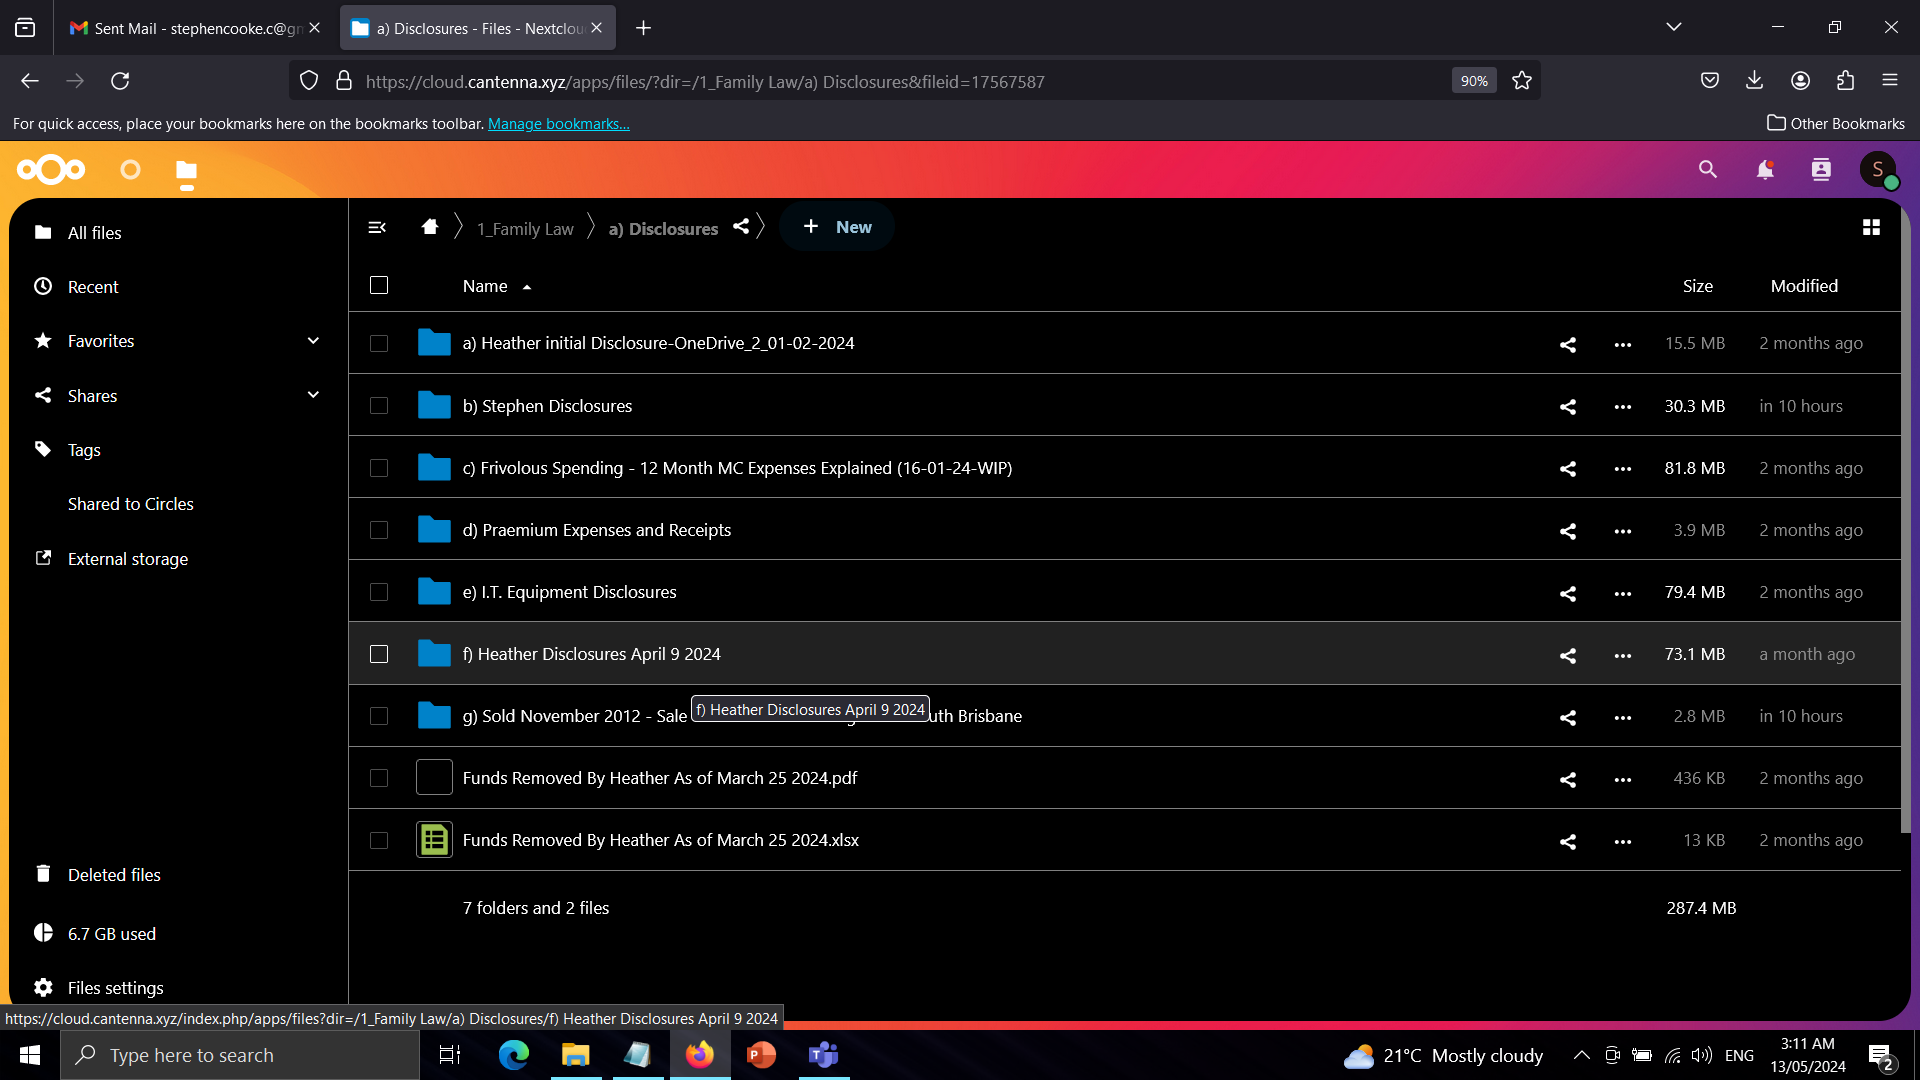 Sent Mail - stephencooke.c@gm
a) Disclosures - Files - Nextclou
https://cloud.cantenna.xyz/apps/files/?dir=/1_Family Law/a) Disclosures&fileid=17567587
90%
For quick access, place your bookmarks here on the bookmarks toolbar. Manage bookmarks...
Other Bookmarks
S
All files
Recent
Favorites
Shares
Tags
Shared to Circles
External storage
Deleted files
6.7 GB used
Files settings
1_Family Law
a) Disclosures
+ New
Name
Size
Modified
a) Heather initial Disclosure-OneDrive_2_01-02-2024
15.5 MB
2 months ago
b) Stephen Disclosures
30.3 MB
in 10 hours
c) Frivolous Spending - 12 Month MC Expenses Explained (16-01-24-WIP)
81.8 MB
2 months ago
d) Praemium Expenses and Receipts
3.9 MB
2 months ago
e) I.T. Equipment Disclosures
79.4 MB
2 months ago
f) Heather Disclosures April 9 2024
73.1 MB
a month ago
g) Sold November 2012 - Sale
f) Heather Disclosures April 9 2024
uth Brisbane
2.8 MB
in 10 hours
Funds Removed By Heather As of March 25 2024.pdf
436 KB
2 months ago
Funds Removed By Heather As of March 25 2024.xlsx
13 KB
2 months ago
7 folders and 2 files
287.4 MB
https://cloud.cantenna.xyz/index.php/apps/files?dir=/1_Family Law/a) Disclosures/f) Heather Disclosures April 9 2024
Type here to search
21°C Mostly cloudy
ENG
3:11 AM
13/05/2024
2